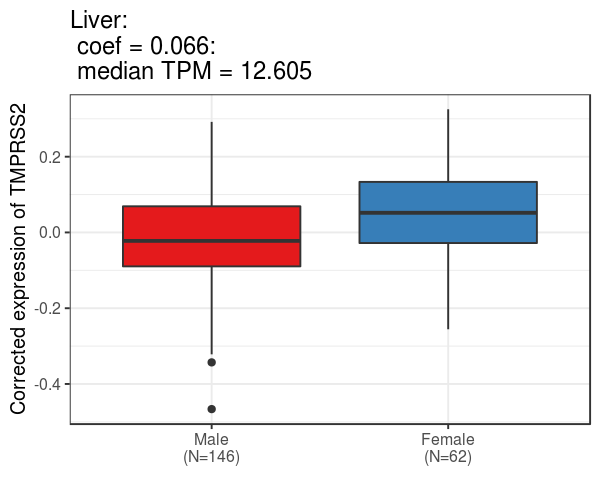 Liver:
coef = 0.066:
median TPM = 12.605
Corrected expression of TMPRSS2
0.2
0.0
-0.2
-0.4
Male
(N=146)
Female
(N=62)